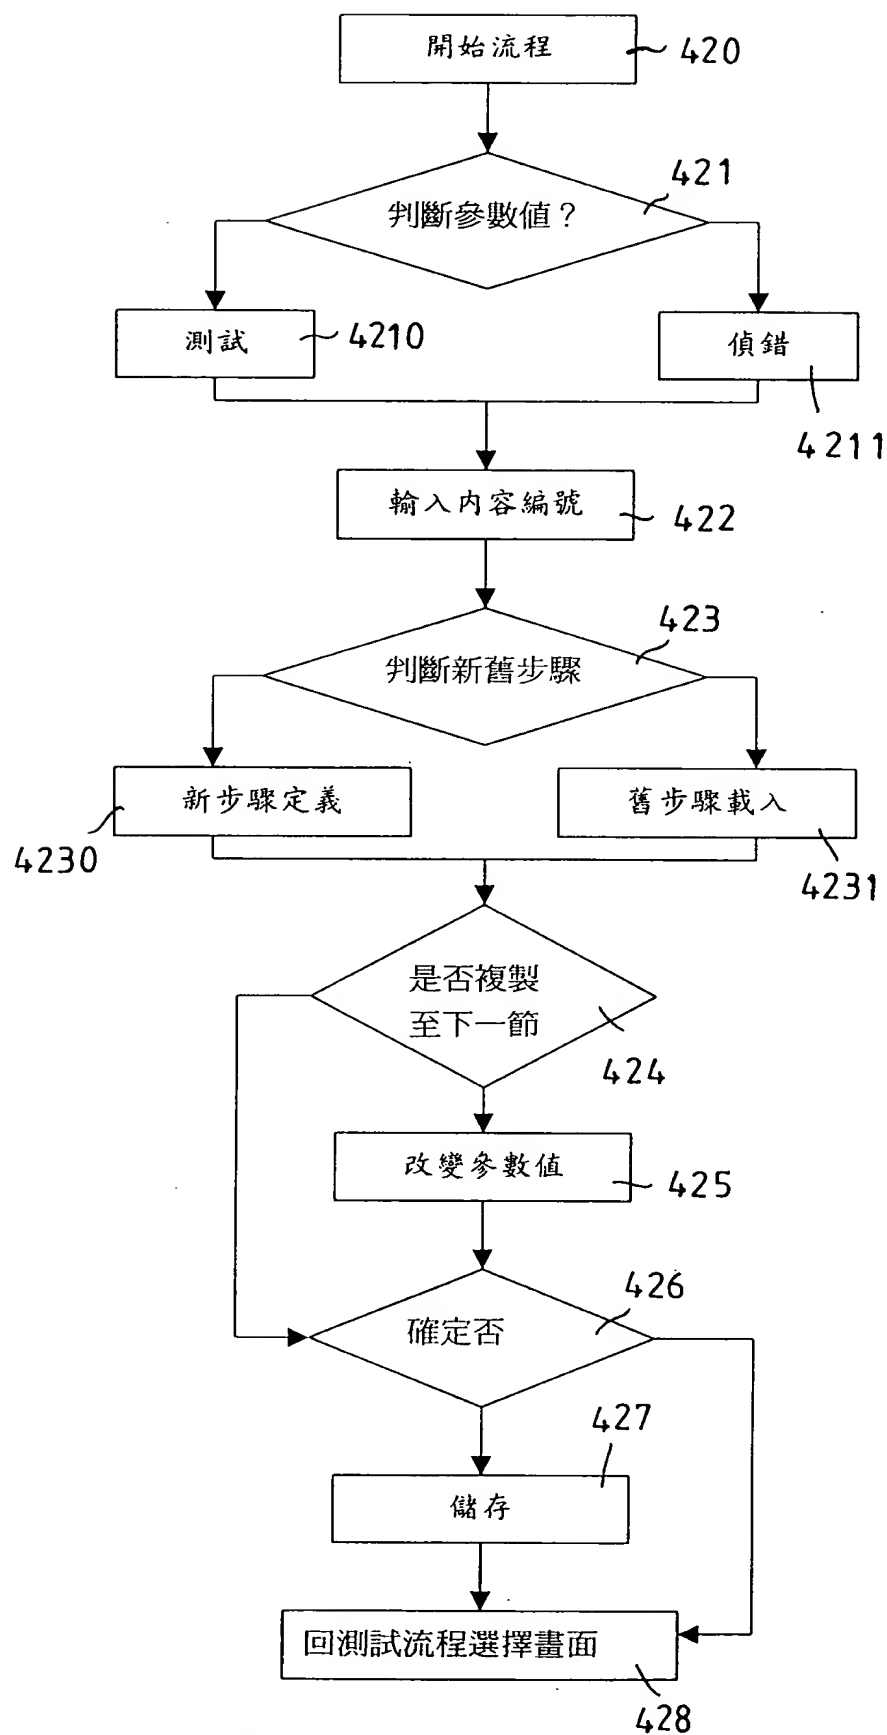 開始流程
420
421
判斷參數值？
測試
4210
偵錯
4211
輸入内容編號
422
423
判斷新舊步驟
新步驟定義
舊步驟載入
4230
4231
是否複製
至下一節
424
改變參數值
425
426
確定否
427
儲存
回測試流程選擇畫面
428